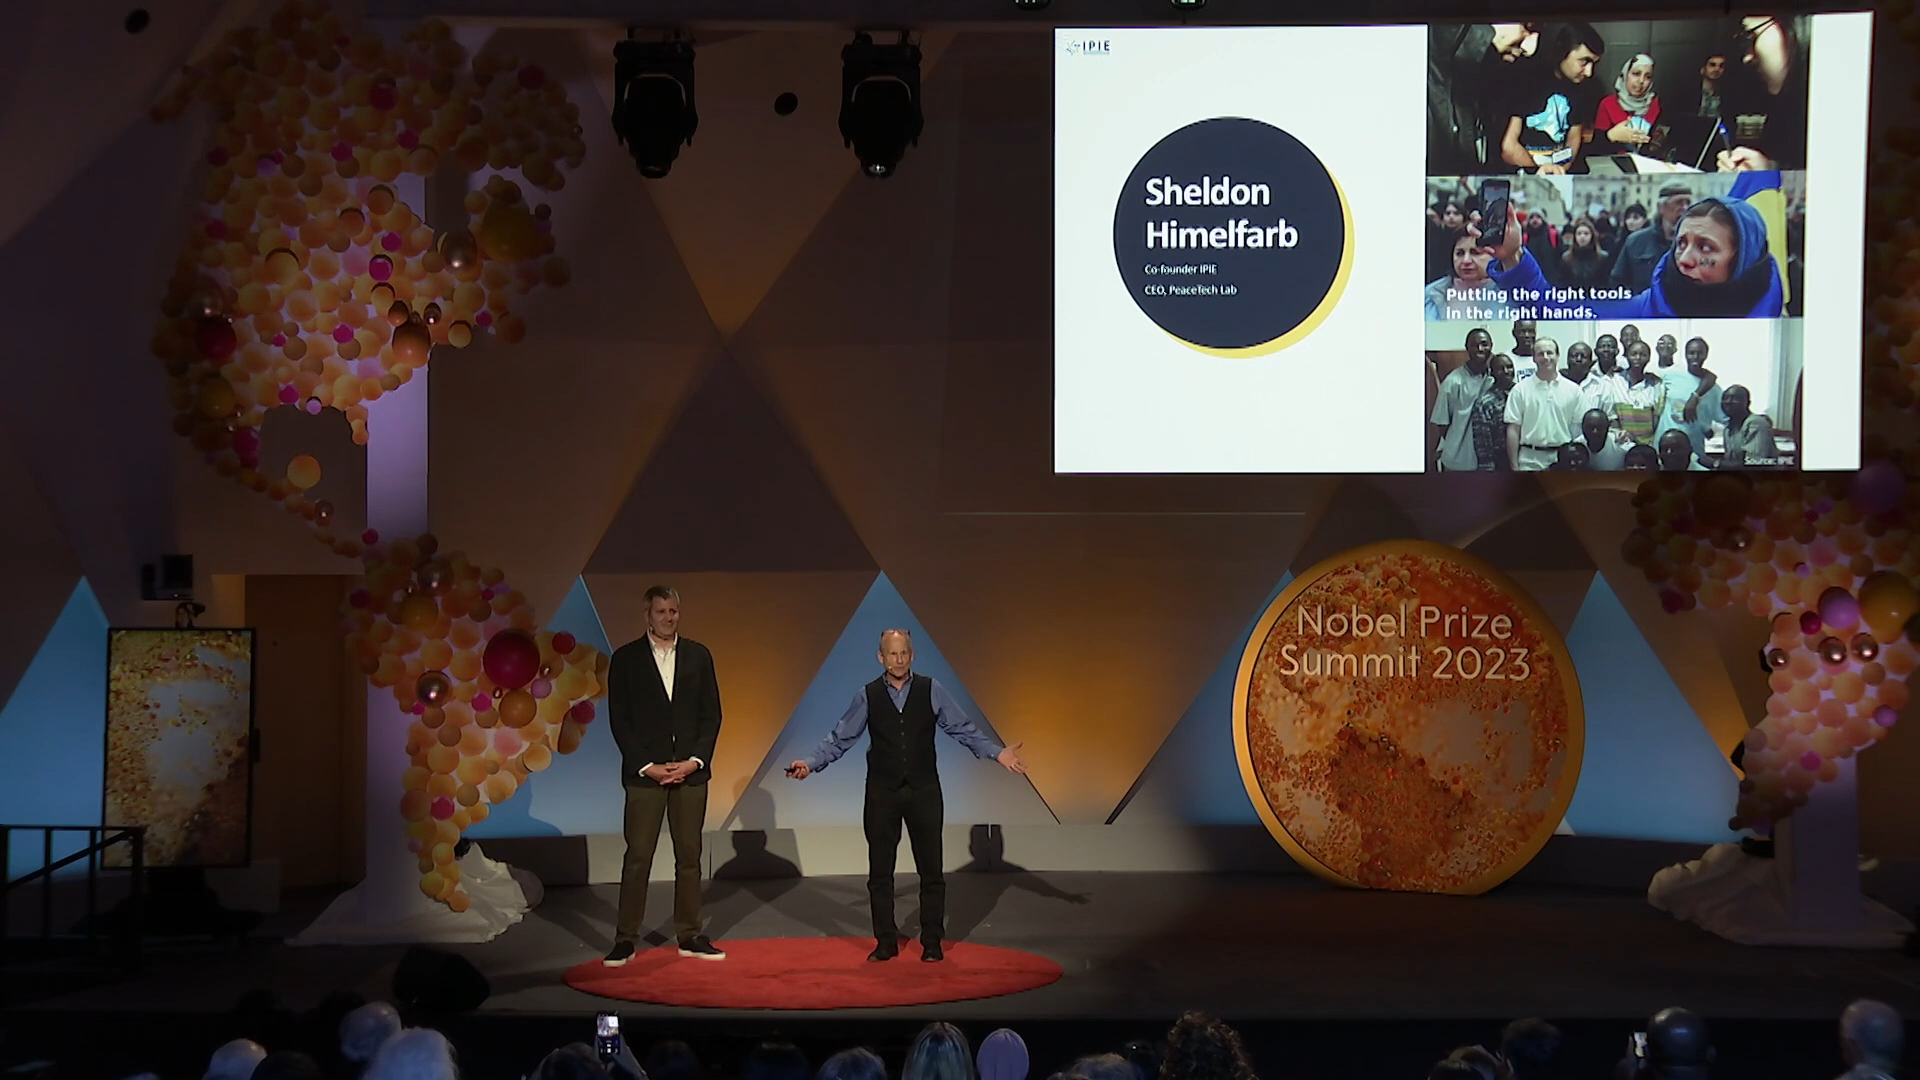 IPIE
Sheldon
Himelfarb
Co-founder IPIE
CEO, PeaceTech Lab
Putting the right tools
in the right hands.
Source: IPIE
Nobel Prize
Summit 2023